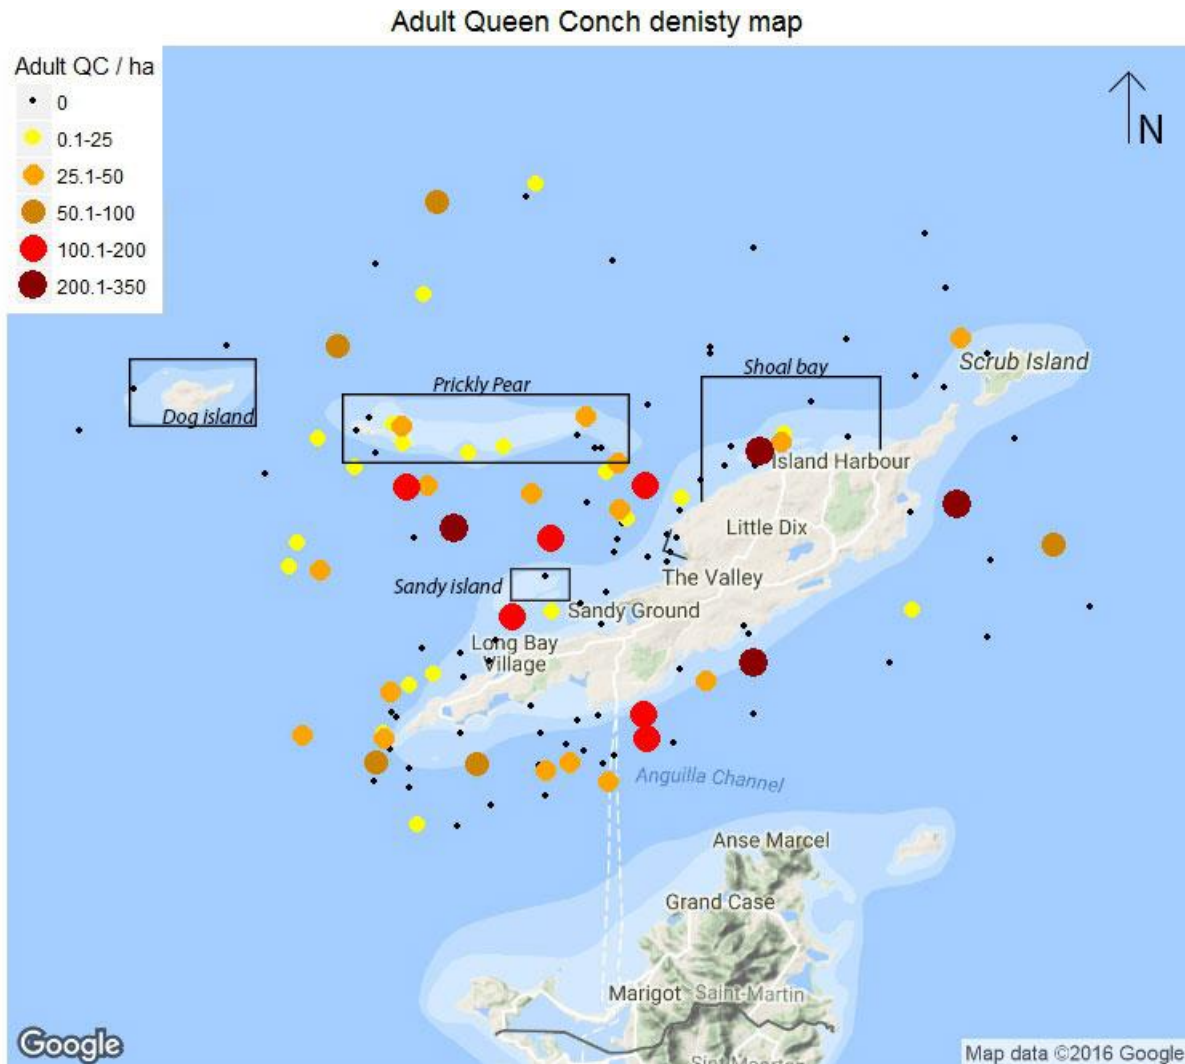 Adult Queen Conch denisty map
Adult QC / ha
0
0.1-25
25.1-50
50.1-100
100.1-200
200.1-350
N
Scrub Island
Shoal bay
Prickly Pear
Dog island
Island Harbour
Little Dix
The Valley
Sandy island
Sandy Ground
Long Bay
Village
Anguilla Channel
Anse Marcel
Grand Case
Marigot
Saint-Martin
Google
Map data ©2016 Google